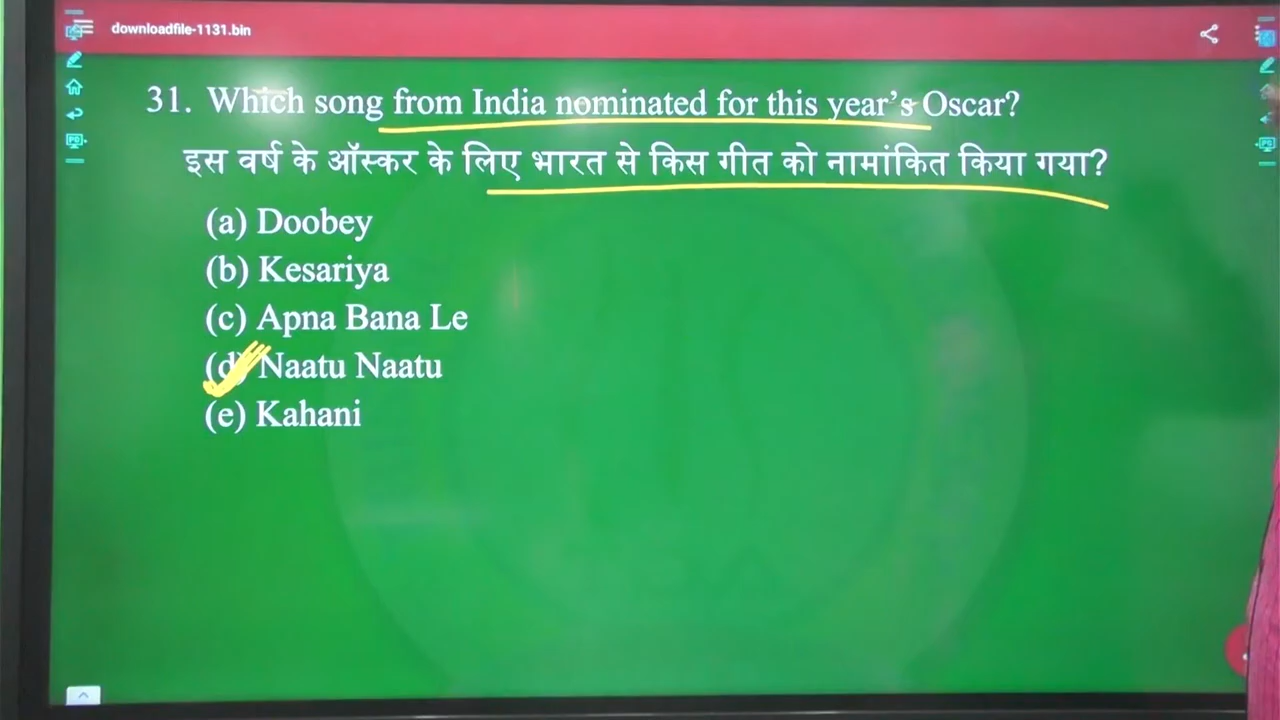 downloadfile-1131.bin
31. Which song from India nominated for this year's Oscar?
इस वर्ष के ऑस्कर के लिए भारत से किस गीत को नामांकित किया गया?
(a) Doobey
(b) Kesariya
(c) Apna Bana Le
(d) Naatu Naatu
(e) Kahani